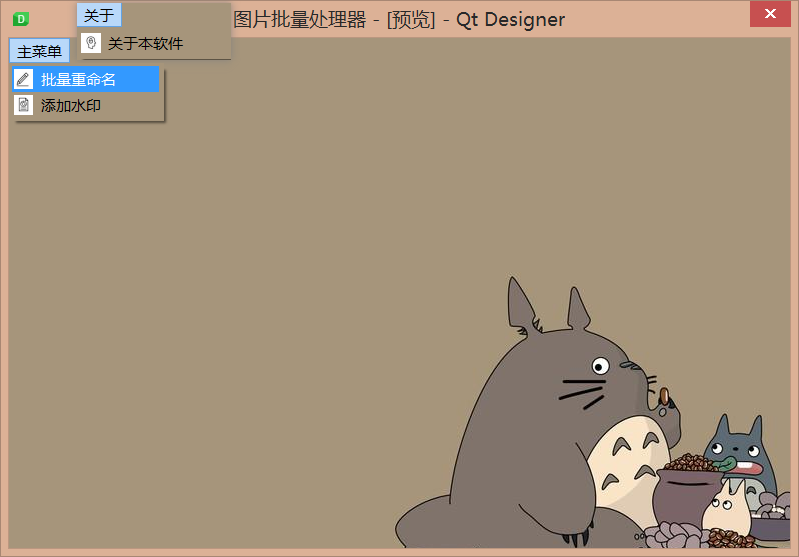 关于
图片批量处理器 - [预览] - Qt Designer
关于本软件
主菜单
批量重命名
添加水印